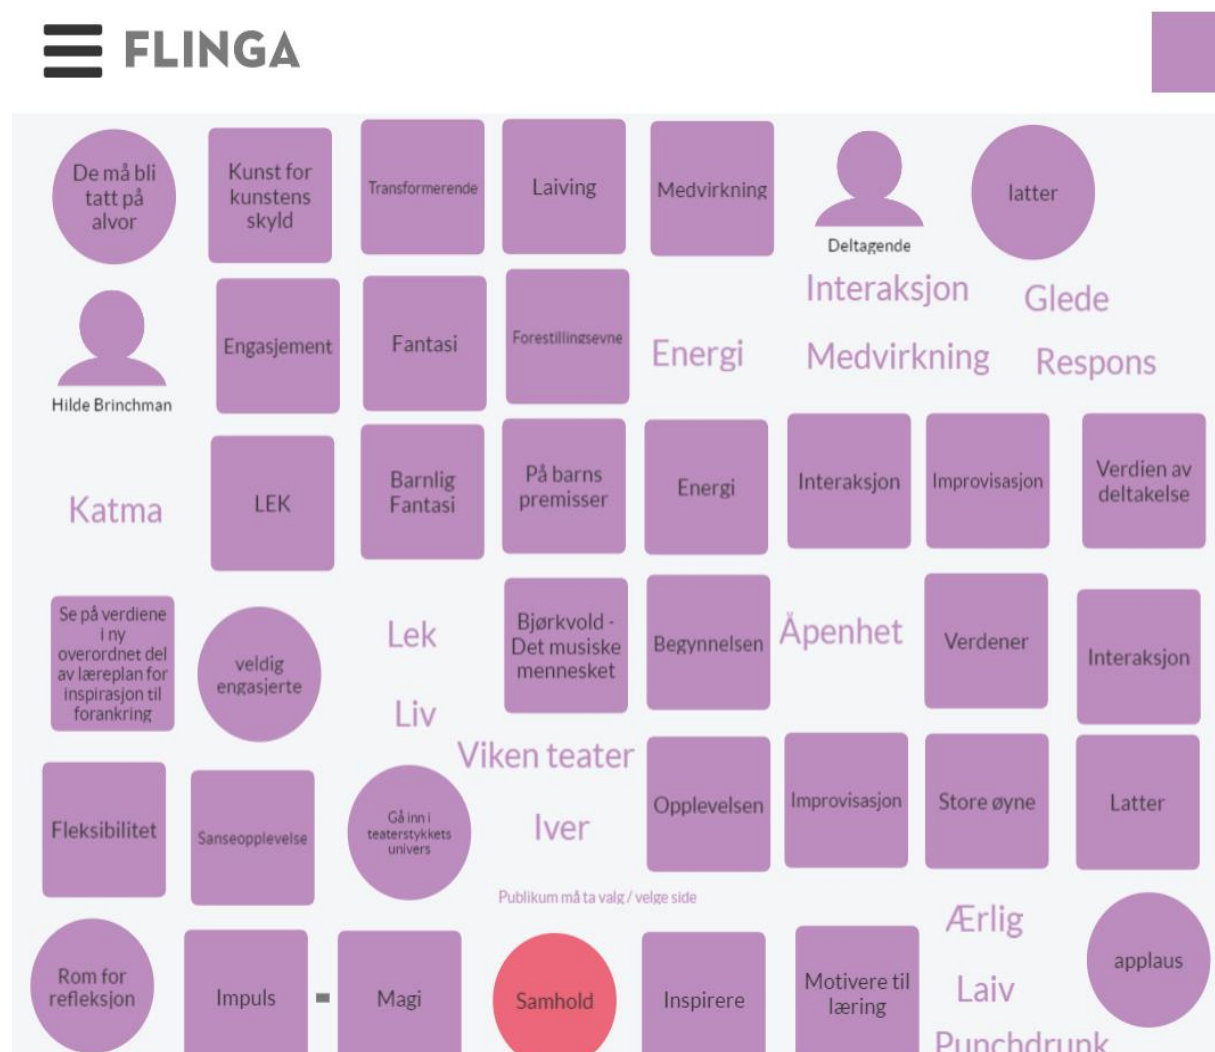 FLINGA
De må bli
tatt på
alvor
Kunst for
kunstens
skyld
Transformerende
Laiving
Medvirkning
Deltagende
latter
Hilde Brinchman
Engasjement
Fantasi
Forestillingsevne
Energi
Interaksjon
Glede
Medvirkning
Respons
Katma
LEK
Barnlig
Fantasi
På barns
premisser
Energi
Interaksjon
Improvisasjon
Verdien av
deltakelse
Se på verdiene
i ny
overordnet del
av læreplan for
inspirasjon til
forankring
veldig
engasjerte
Lek
Liv
Bjørkvold -
Det musiske
mennesket
Begynnelsen
Åpenhet
Verdener
Interaksjon
Viken teater
Fleksibilitet
Sanseopplevelse
Gå inn i
teaterstykkets
univers
Iver
Opplevelsen
Improvisasjon
Store øyne
Latter
Publikum må ta valg / velge side
Rom for
refleksjon
Impuls
Magi
Samhold
Inspirere
Motivere til
læring
Ærlig
Laiv
Punchdrunk
applaus